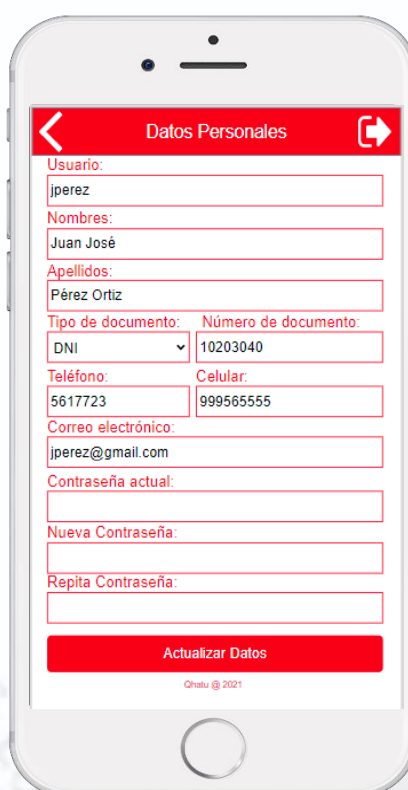 Datos Personales
Usuario:
jperez
Nombres:
Juan José
Apellidos:
Pérez Ortiz
Tipo de documento: Número de documento:
DNI 10203040
Teléfono: Celular:
5617723 999565555
Correo electrónico:
jperez@gmail.com
Contraseña actual:
Nueva Contraseña:
Repita Contraseña:
Actualizar Datos
Qhatu @ 2021